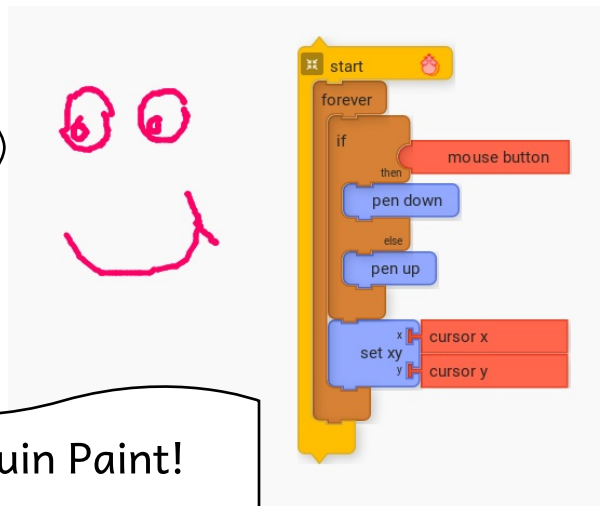 start
forever
if
mouse button
then
pen down
else
pen up
x cursor x
set xy
y cursor y
uin Paint!